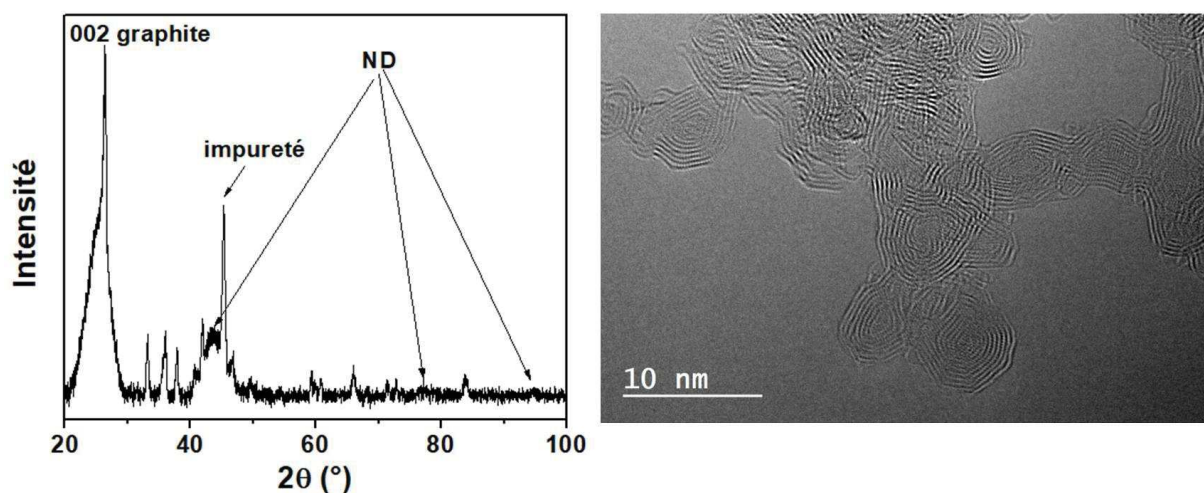 002 graphite
ND
impureté
Intensité
20 40 60 80 100
2θ (°)
10 nm